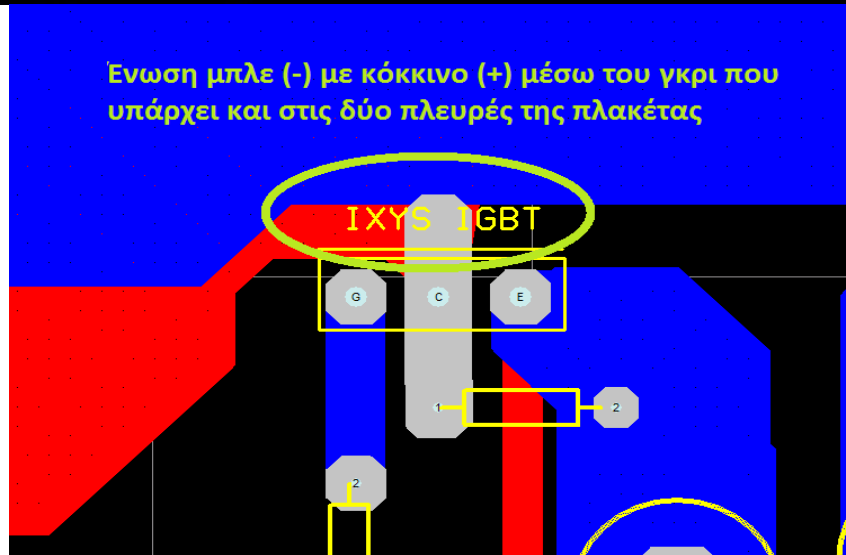 Ένωση μπλε (-) με κόκκινο (+) μέσω του γκρι που
υπάρχει και στις δύο πλευρές της πλακέτας
IXYS IGBT
G C E
1 2
2